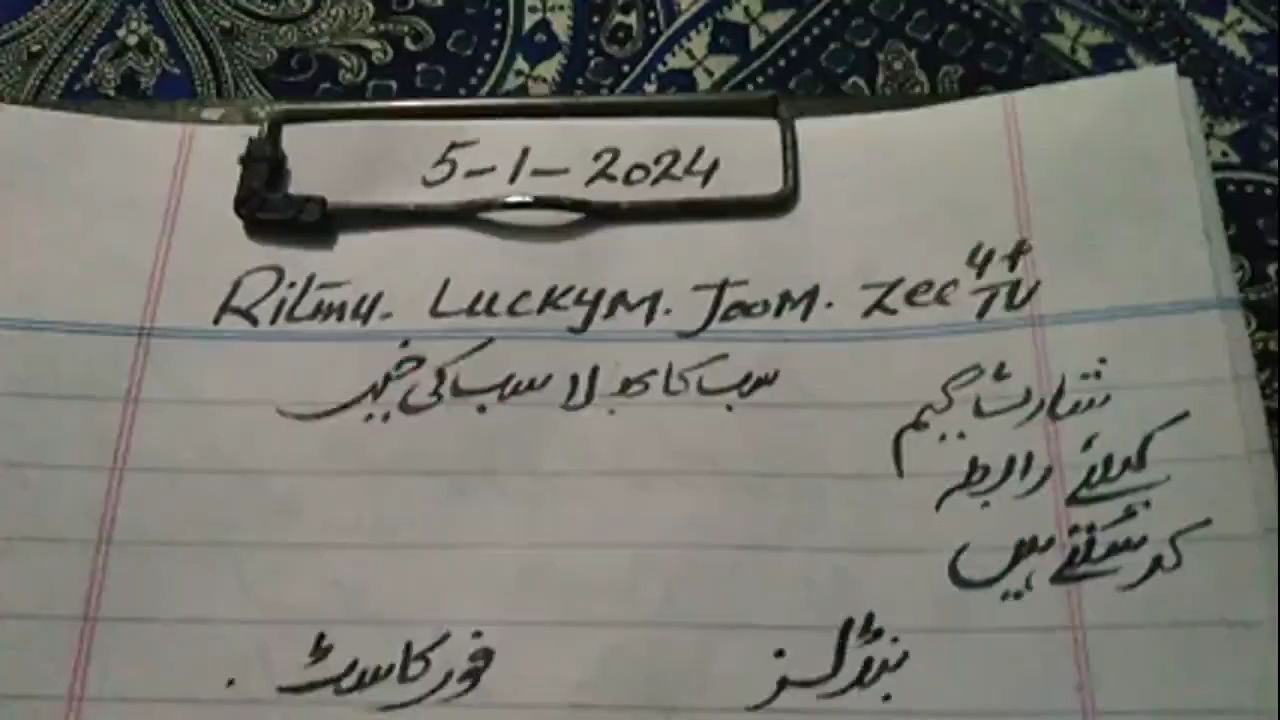 5-1-2024
Ritmu. LUCKYM. JooM. Zee 4+ TV
سب کا بھلا سب کی خیر
شارٹ گیم
کیلئے رابطہ
کر سکتے ہیں
بنڈلز
فورکاسٹ